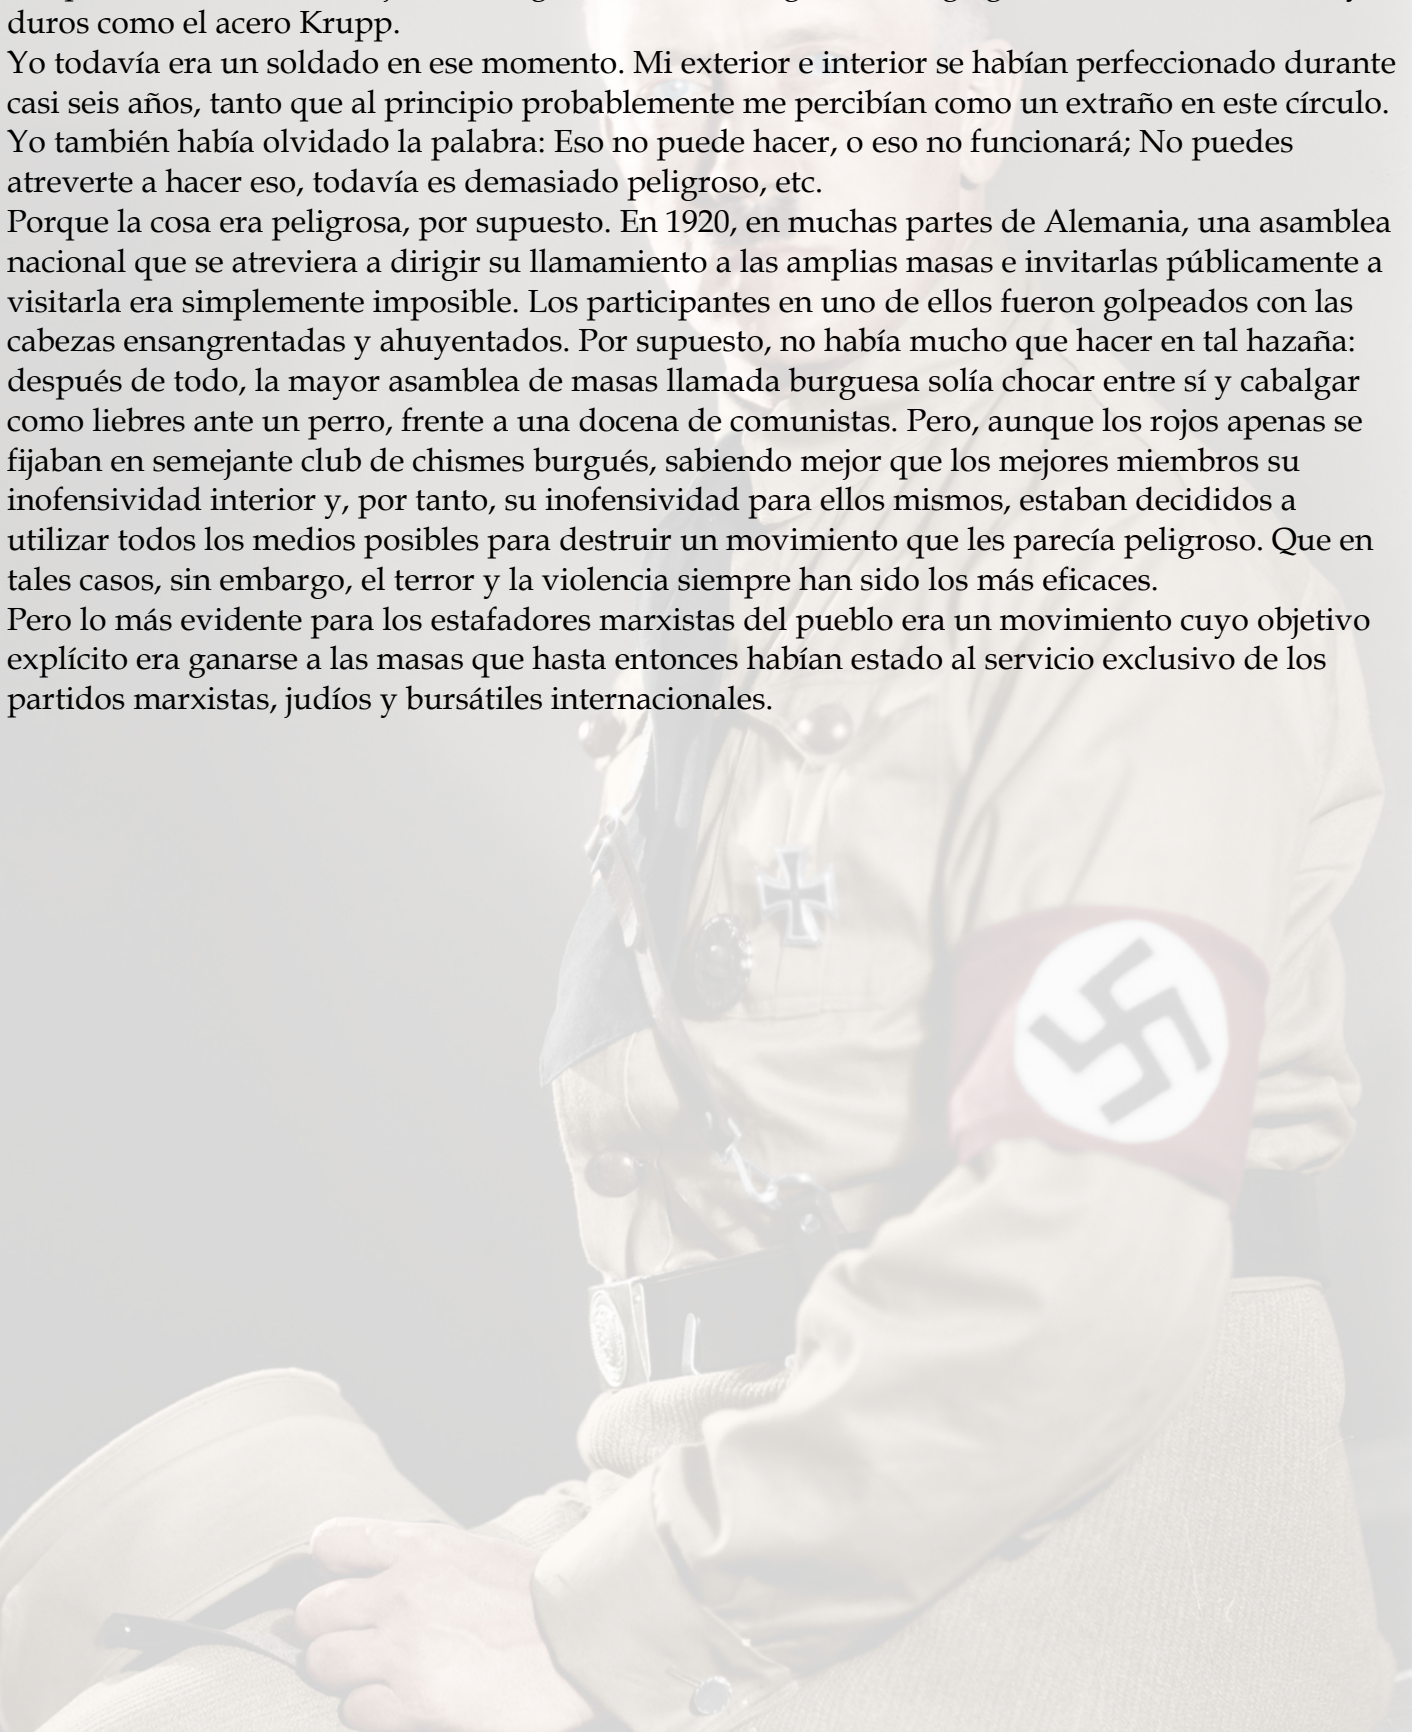 duros como el acero Krupp.
Yo todavía era un soldado en ese momento. Mi exterior e interior se habían perfeccionado durante
casi seis años, tanto que al principio probablemente me percibían como un extraño en este círculo.
Yo también había olvidado la palabra: Eso no puede hacer, o eso no funcionará; No puedes
atreverte a hacer eso, todavía es demasiado peligroso, etc.
Porque la cosa era peligrosa, por supuesto. En 1920, en muchas partes de Alemania, una asamblea
nacional que se atreviera a dirigir su llamamiento a las amplias masas e invitarlas públicamente a
visitarla era simplemente imposible. Los participantes en uno de ellos fueron golpeados con las
cabezas ensangrentadas y ahuyentados. Por supuesto, no había mucho que hacer en tal hazaña:
después de todo, la mayor asamblea de masas llamada burguesa solía chocar entre sí y cabalgar
como liebres ante un perro, frente a una docena de comunistas. Pero, aunque los rojos apenas se
fijaban en semejante club de chismes burgués, sabiendo mejor que los mejores miembros su
inofensividad interior y, por tanto, su inofensividad para ellos mismos, estaban decididos a
utilizar todos los medios posibles para destruir un movimiento que les parecía peligroso. Que en
tales casos, sin embargo, el terror y la violencia siempre han sido los más eficaces.
Pero lo más evidente para los estafadores marxistas del pueblo era un movimiento cuyo objetivo
explícito era ganarse a las masas que hasta entonces habían estado al servicio exclusivo de los
partidos marxistas, judíos y bursátiles internacionales.